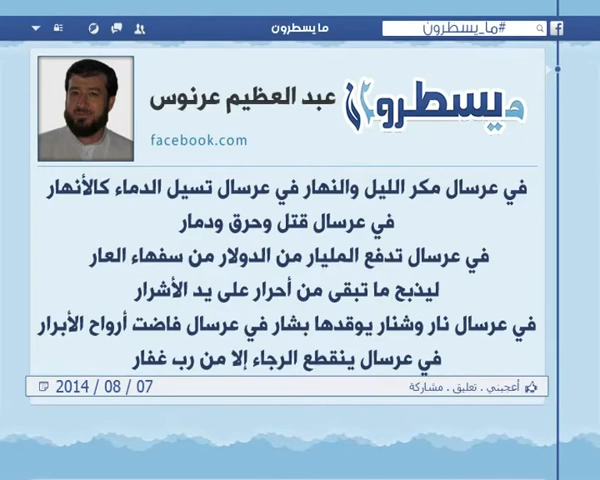 ما يسطرون
#ما_يسطرون
ما يسطرون
عبد العظيم عرنوس
facebook.com
في عرسال مكر الليل والنهار في عرسال تسيل الدماء كالأنهار
في عرسال قتل وحرق ودمار
في عرسال تدفع المليار من الدولار من سفهاء العار
ليذبح ما تبقى من أحرار على يد الأشرار
في عرسال نار وشنار يوقدها بشار في عرسال فاضت أرواح الأبرار
في عرسال ينقطع الرجاء إلا من رب غفار
أعجبني . تعليق . مشاركة
2014 / 08 / 07